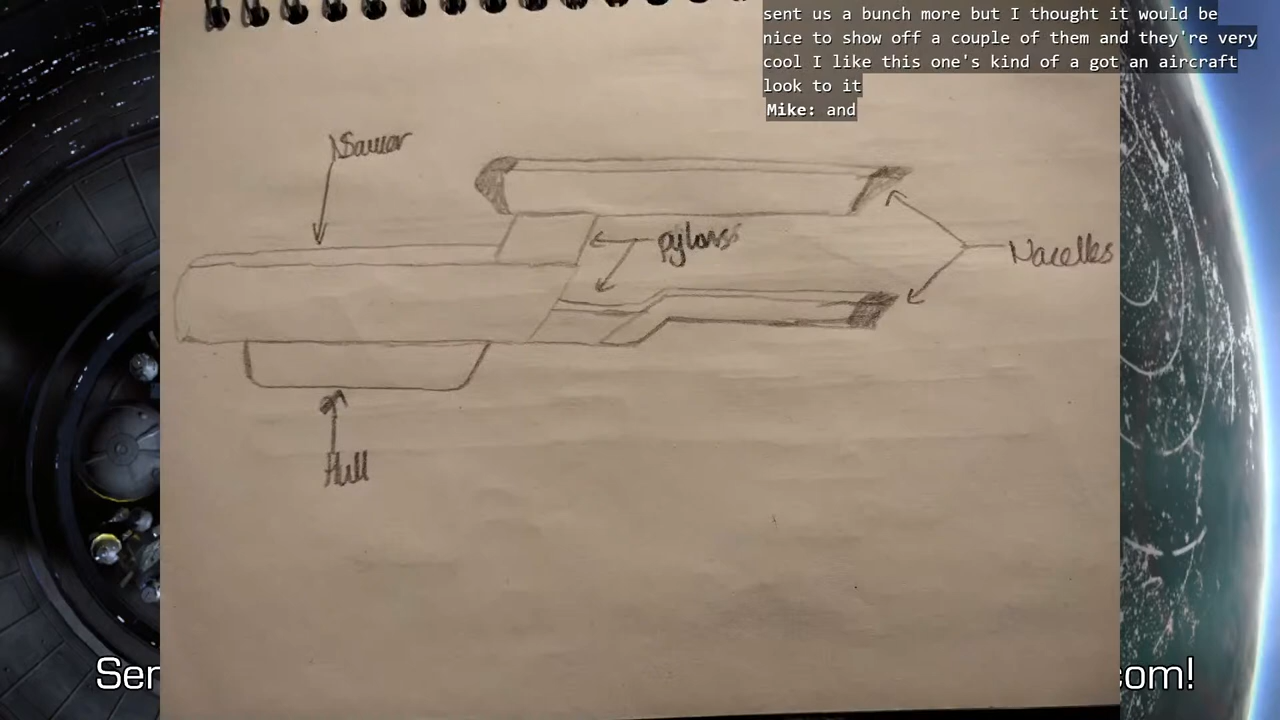 sent us a bunch more but I thought it would be
nice to show off a couple of them and they're very
cool I like this one's kind of a got an aircraft
look to it
Mike: and
Saucer
pylons
Nacelles
Hull
Ser
om!